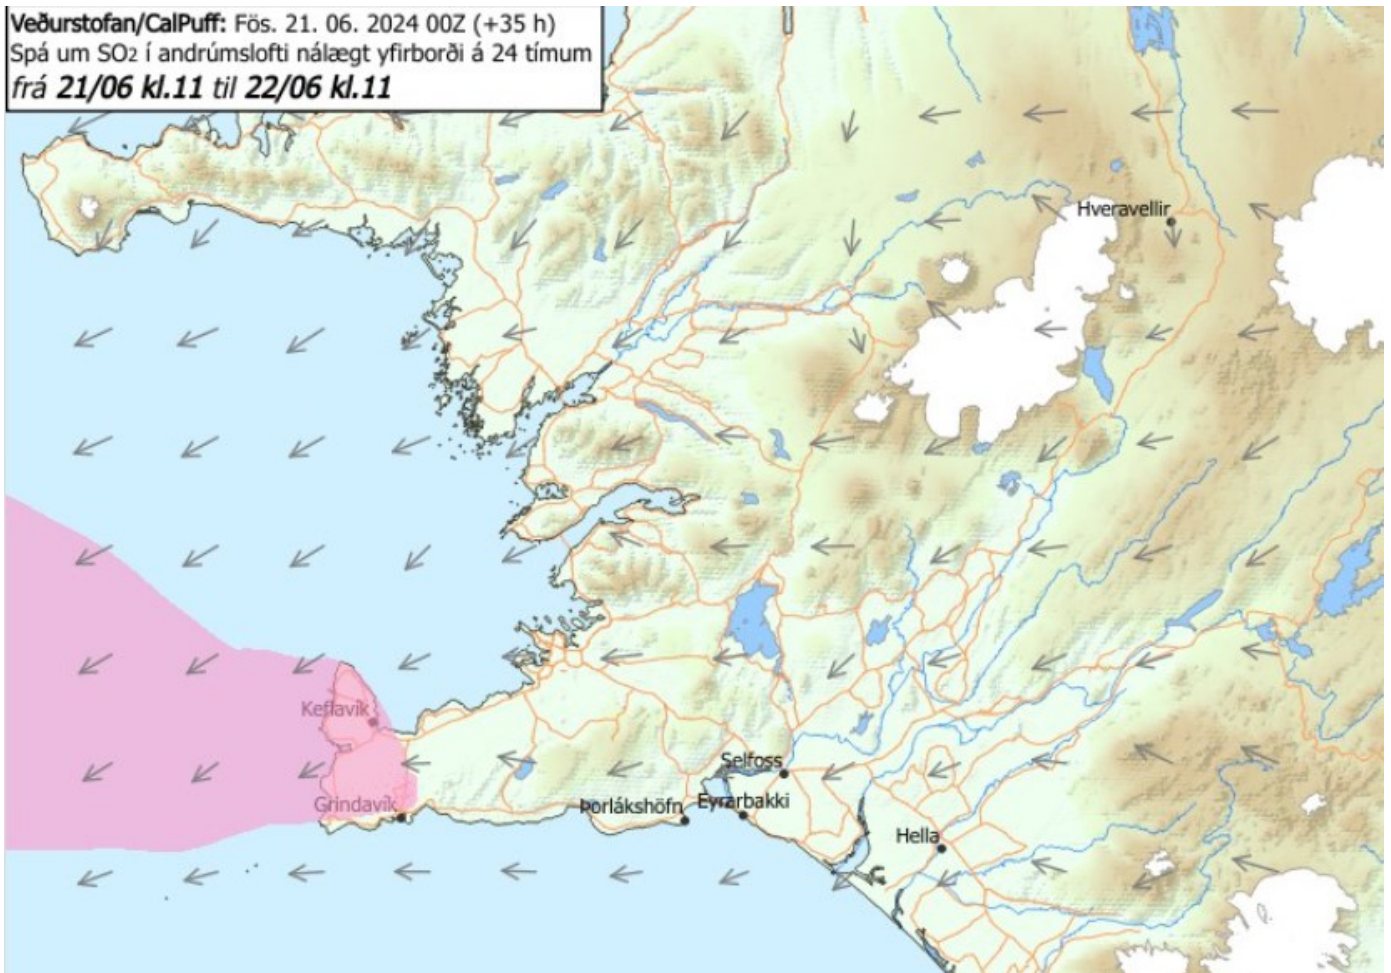 Veðurstofan/CalPuff: Fös. 21. 06. 2024 00Z (+35 h)
Spá um SO2 í andrúmslofti nálægt yfirborði á 24 tímum
frá 21/06 kl.11 til 22/06 kl.11
Hveravellir
Keflavík
Selfoss
Grindavík
Þorlákshöfn
Eyrarbakki
Hella